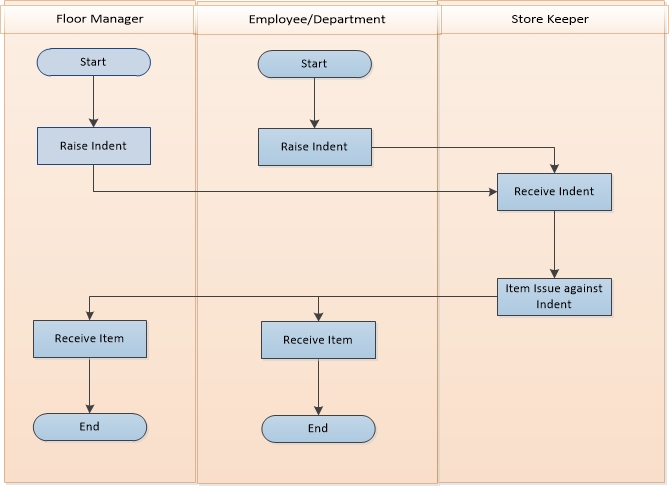 Floor Manager
Employee/Department
Store Keeper
Start
Start
Raise Indent
Raise Indent
Receive Indent
Item Issue against
Indent
Receive Item
Receive Item
End
End